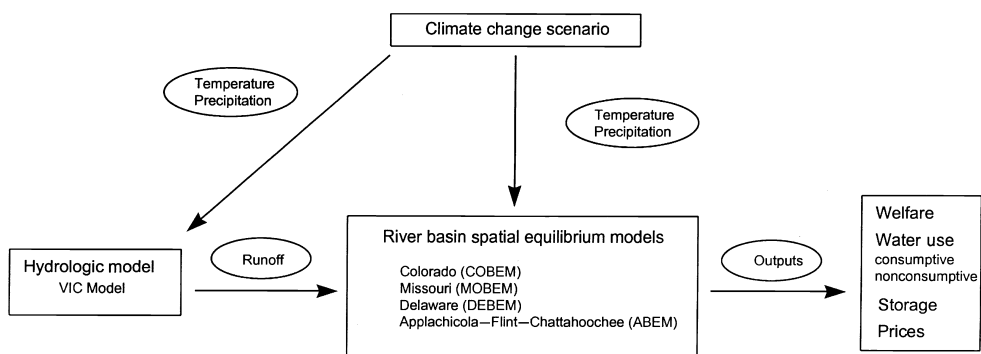 Climate change scenario
Temperature
Precipitation
Temperature
Precipitation
Hydrologic model
VIC Model
Runoff
River basin spatial equilibrium models
Colorado (COBEM)
Missouri (MOBEM)
Delaware (DEBEM)
Applachicola—Flint—Chattahoochee (ABEM)
Outputs
Welfare
Water use
consumptive
nonconsumptive
Storage
Prices